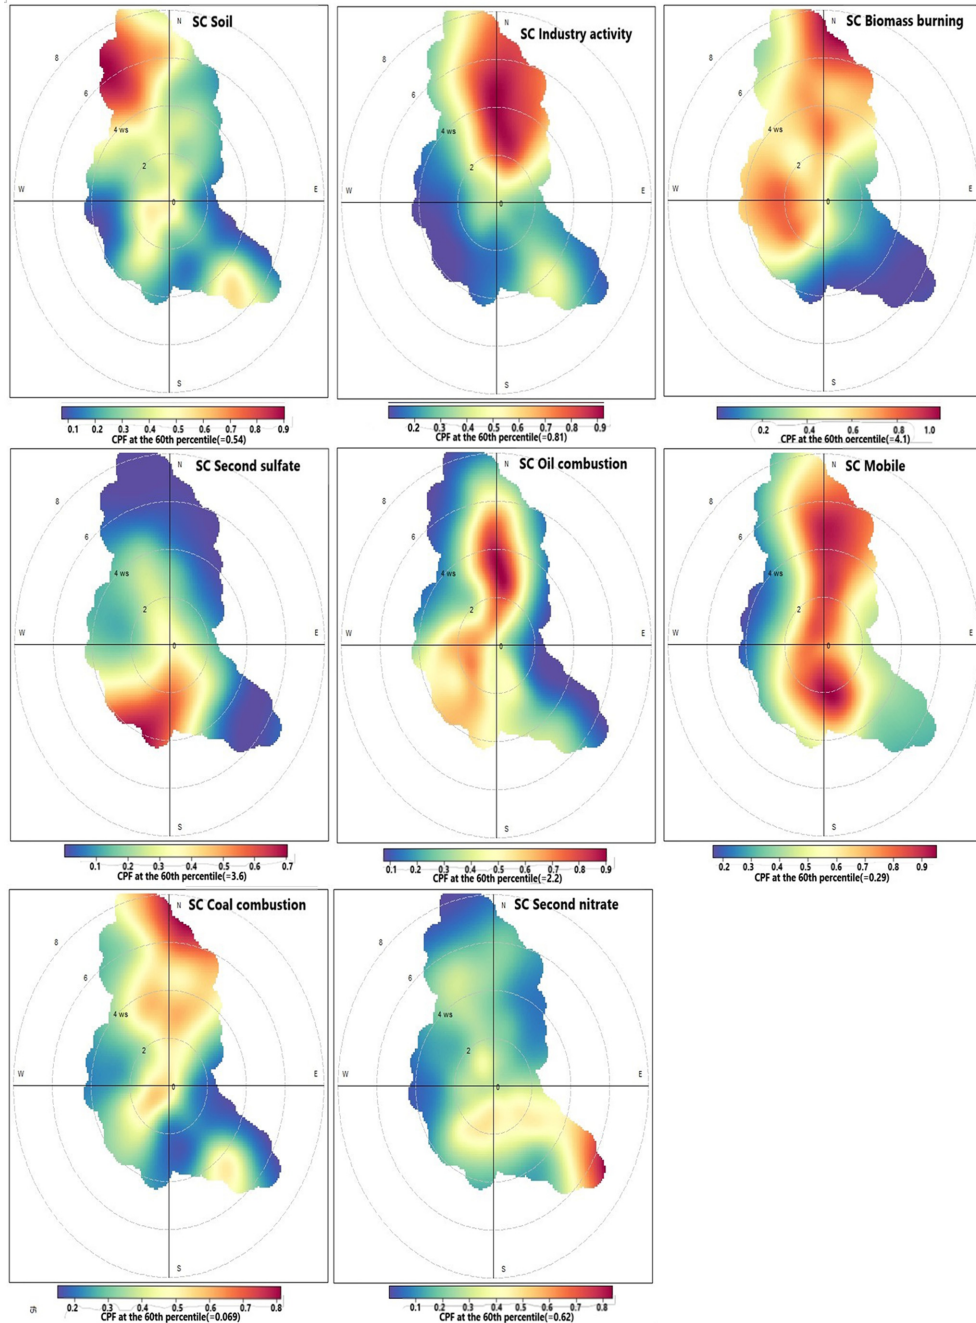 SC Soil
N
8
6
4 ws
2
W
0
E
S
0.1 0.2 0.3 0.4 0.5 0.6 0.7 0.8 0.9
CPF at the 60th percentile(=0.54)
SC Industry activity
N
8
6
4 ws
2
W
0
E
S
0.1 0.2 0.3 0.4 0.5 0.6 0.7 0.8 0.9
CPF at the 60th percentile(=0.81)
SC Biomass burning
N
8
6
4 ws
2
W
0
E
S
0.2 0.4 0.6 0.8 1.0
CPF at the 60th oercentile(=4.1)
SC Second sulfate
N
8
6
4 ws
2
W
0
E
S
0.1 0.2 0.3 0.4 0.5 0.6 0.7
CPF at the 60th percentile(=3.6)
SC Oil combustion
N
8
6
4 ws
2
W
0
E
S
0.1 0.2 0.3 0.4 0.5 0.6 0.7 0.8 0.9
CPF at the 60th percentile(=2.2)
SC Mobile
N
8
6
4 ws
2
W
0
E
S
0.2 0.3 0.4 0.5 0.6 0.7 0.8 0.9
CPF at the 60th percentile(=0.29)
SC Coal combustion
N
8
6
4 ws
2
W
0
E
S
0.2 0.3 0.4 0.5 0.6 0.7 0.8
CPF at the 60th percentile(=0.069)
SC Second nitrate
N
8
6
4 ws
2
W
0
E
S
0.1 0.2 0.3 0.4 0.5 0.6 0.7 0.8
CPF at the 60th percentile(=0.62)